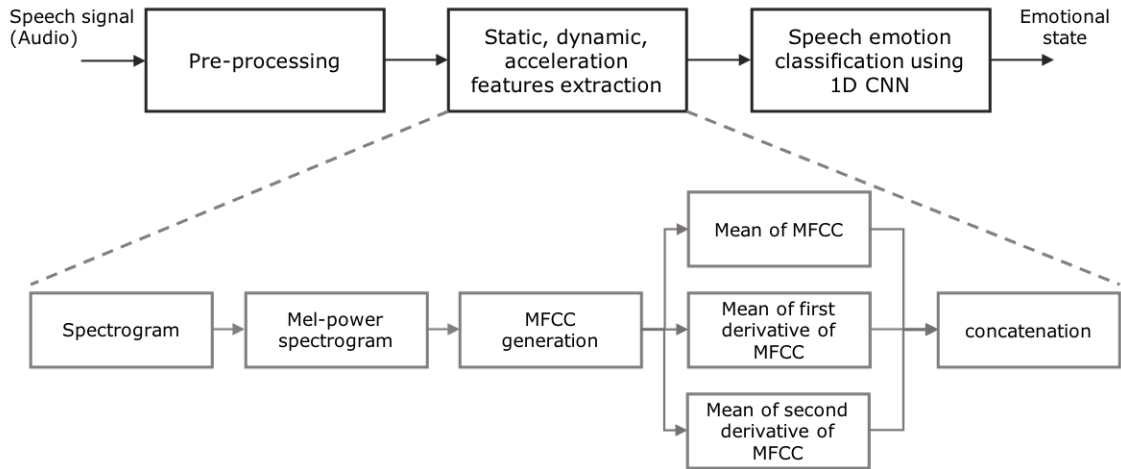 Speech signal
(Audio)
Pre-processing
Static, dynamic,
acceleration
features extraction
Speech emotion
classification using
1D CNN
Emotional
state
Spectrogram
Mel-power
spectrogram
MFCC
generation
Mean of MFCC
Mean of first
derivative of
MFCC
Mean of second
derivative of
MFCC
concatenation